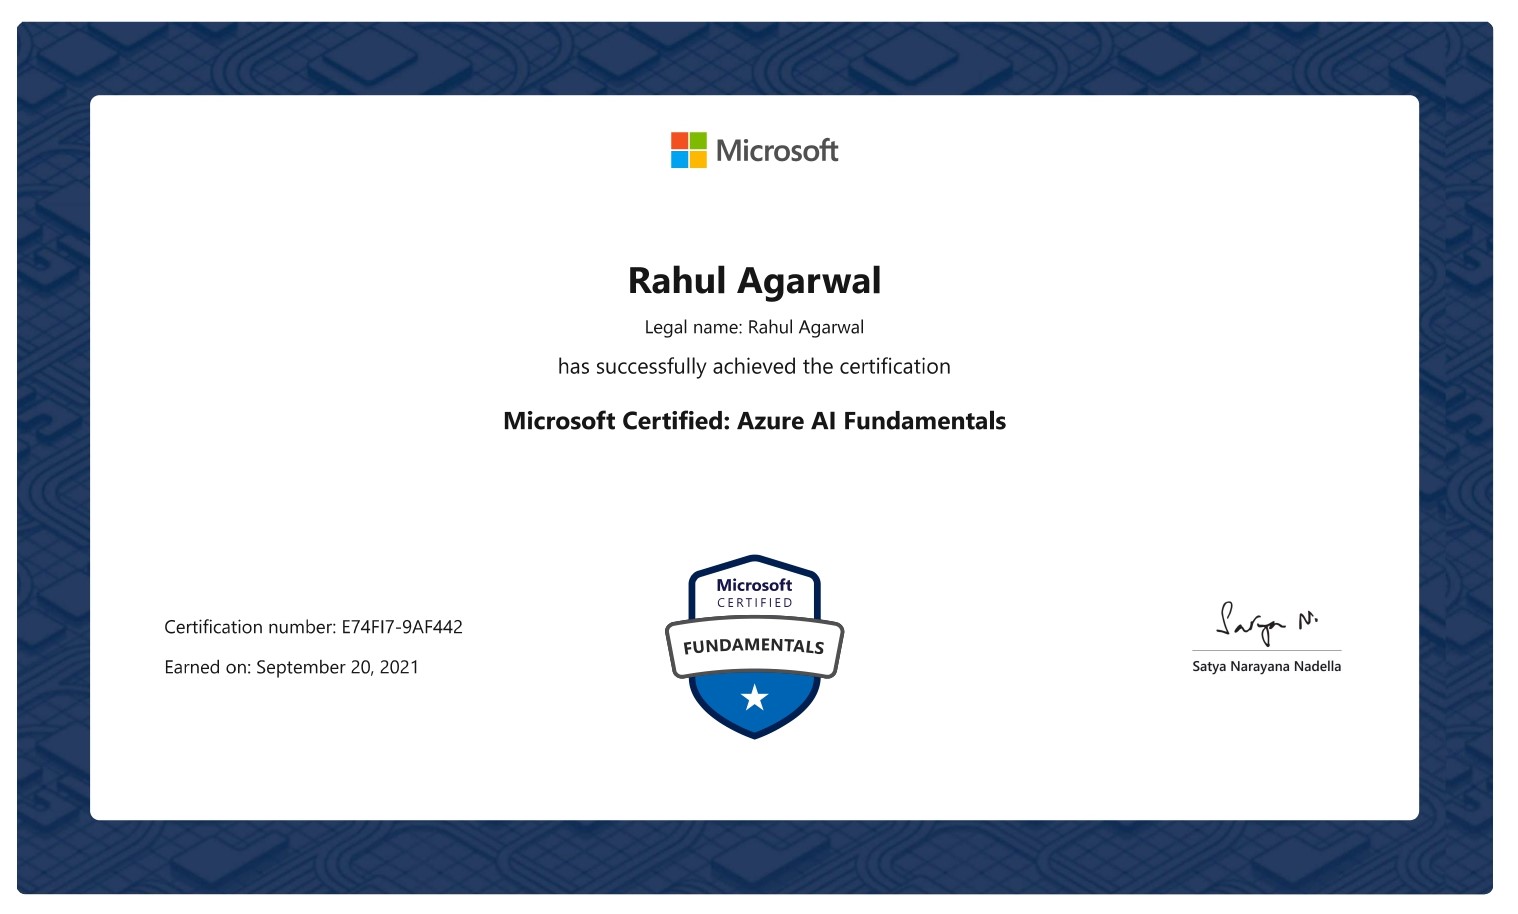 Microsoft
Rahul Agarwal
Legal name: Rahul Agarwal
has successfully achieved the certification
Microsoft Certified: Azure AI Fundamentals
Microsoft
CERTIFIED
FUNDAMENTALS
Certification number: E74FI7-9AF442
Earned on: September 20, 2021
Satya N.
Satya Narayana Nadella